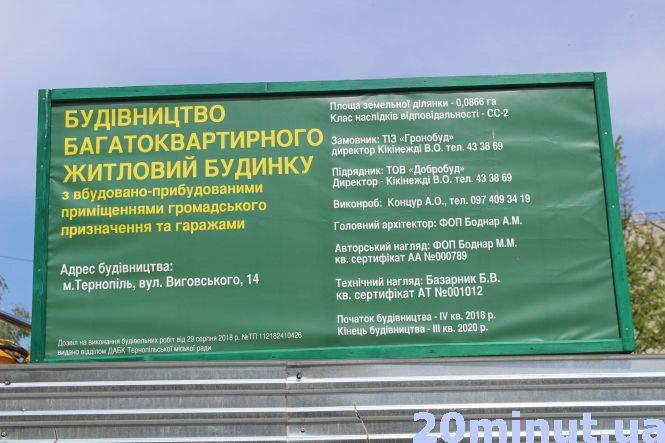 БУДІВНИЦТВО
БАГАТОКВАРТИРНОГО
ЖИТЛОВИЙ БУДИНКУ
з вбудовано-прибудованими
приміщеннями громадського
призначення та гаражами
Адрес будівництва:
м.Тернопіль, вул. Виговського, 14
Дозвіл на виконання будівельних робіт від 29 серпня 2018 р. №ТП 112182410426
видано відділом ДАБК Тернопільської міської ради
Площа земельної ділянки - 0,0866 га
Клас наслідків відповідальності - СС-2
Замовник: ТІЗ «Гронобуд»
директор Кікінежді В.О. тел. 43 38 69
Підрядник: ТОВ «Добробуд»
Директор - Кікінежді В.О. тел. 43 38 69
Виконроб: Концур А.О., тел. 097 409 34 19
Головний архітектор: ФОП Боднар А.М.
Авторський нагляд: ФОП Боднар М.М.
кв. сертифікат АА №000789
Технічний нагляд: Базарник Б.В.
кв. сертифікат АТ №001012
Початок будівництва - IV кв. 2018 р.
Кінець будівництва - III кв. 2020 р.
20minut.ua